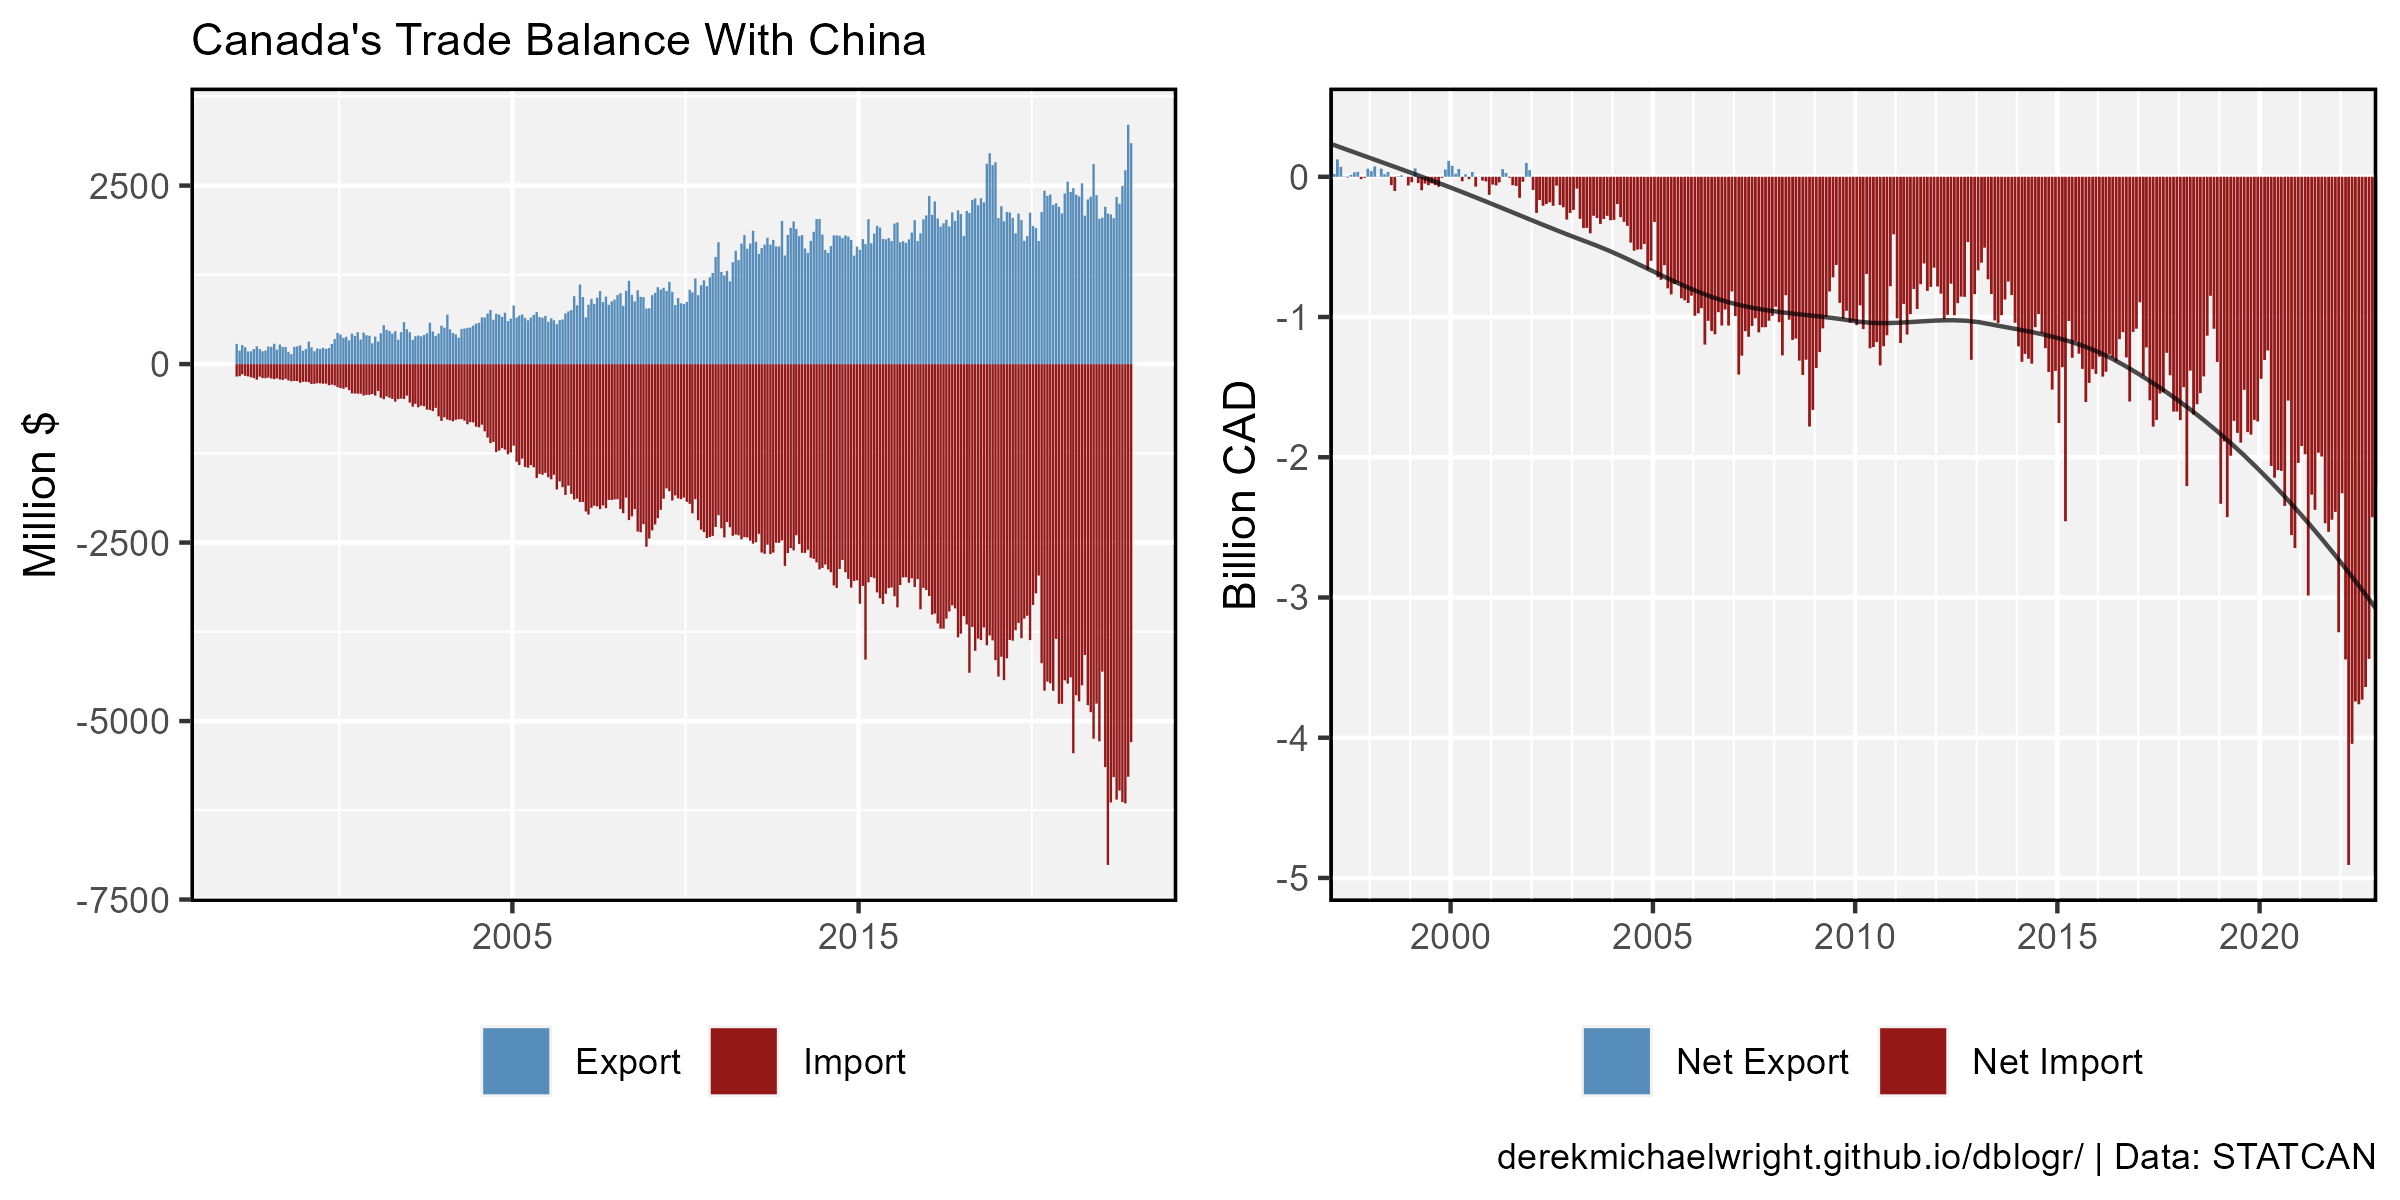 Canada's Trade Balance With China
Million $
2500
0
-2500
-5000
-7500
2005
2015
Export
Import
Billion CAD
0
-1
-2
-3
-4
-5
2000
2005
2010
2015
2020
Net Export
Net Import
derekmichaelwright.github.io/dblogr/ | Data: STATCAN